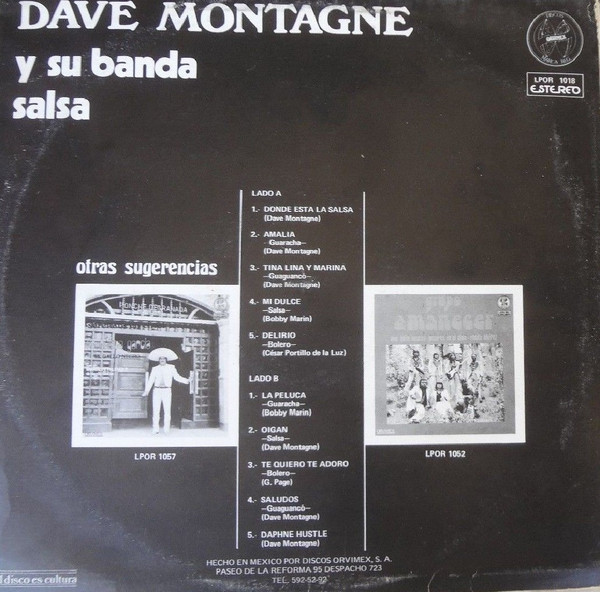 DAVE MONTAGNE
y su banda
salsa
LPOR 1018
ESTEREO
LADO A
1.- DONDE ESTA LA SALSA
(Dave Montagne)
2.- AMALIA
—Guaracha—
(Dave Montagne)
3.- TINA LINA Y MARINA
—Guaguancó—
(Dave Montagne)
4.- MI DULCE
—Salsa—
(Bobby Marin)
5.- DELIRIO
—Bolero—
(César Portillo de la Luz)
LADO B
1.- LA PELUCA
—Guaracha—
(Bobby Marin)
2.- OIGAN
—Salsa—
(Dave Montagne)
3.- TE QUIERO TE ADORO
—Bolero—
(G. Page)
4.- SALUDOS
—Guaguancó—
(Dave Montagne)
5.- DAPHNE HUSTLE
otras sugerencias
LPOR 1057
amanecer
LPOR 1052
HECHO EN MEXICO POR DISCOS ORVIMEX, S. A.
PASEO DE LA REFORMA 95 DESPACHO 723
TEL. 592-52-92
l disco es cultura